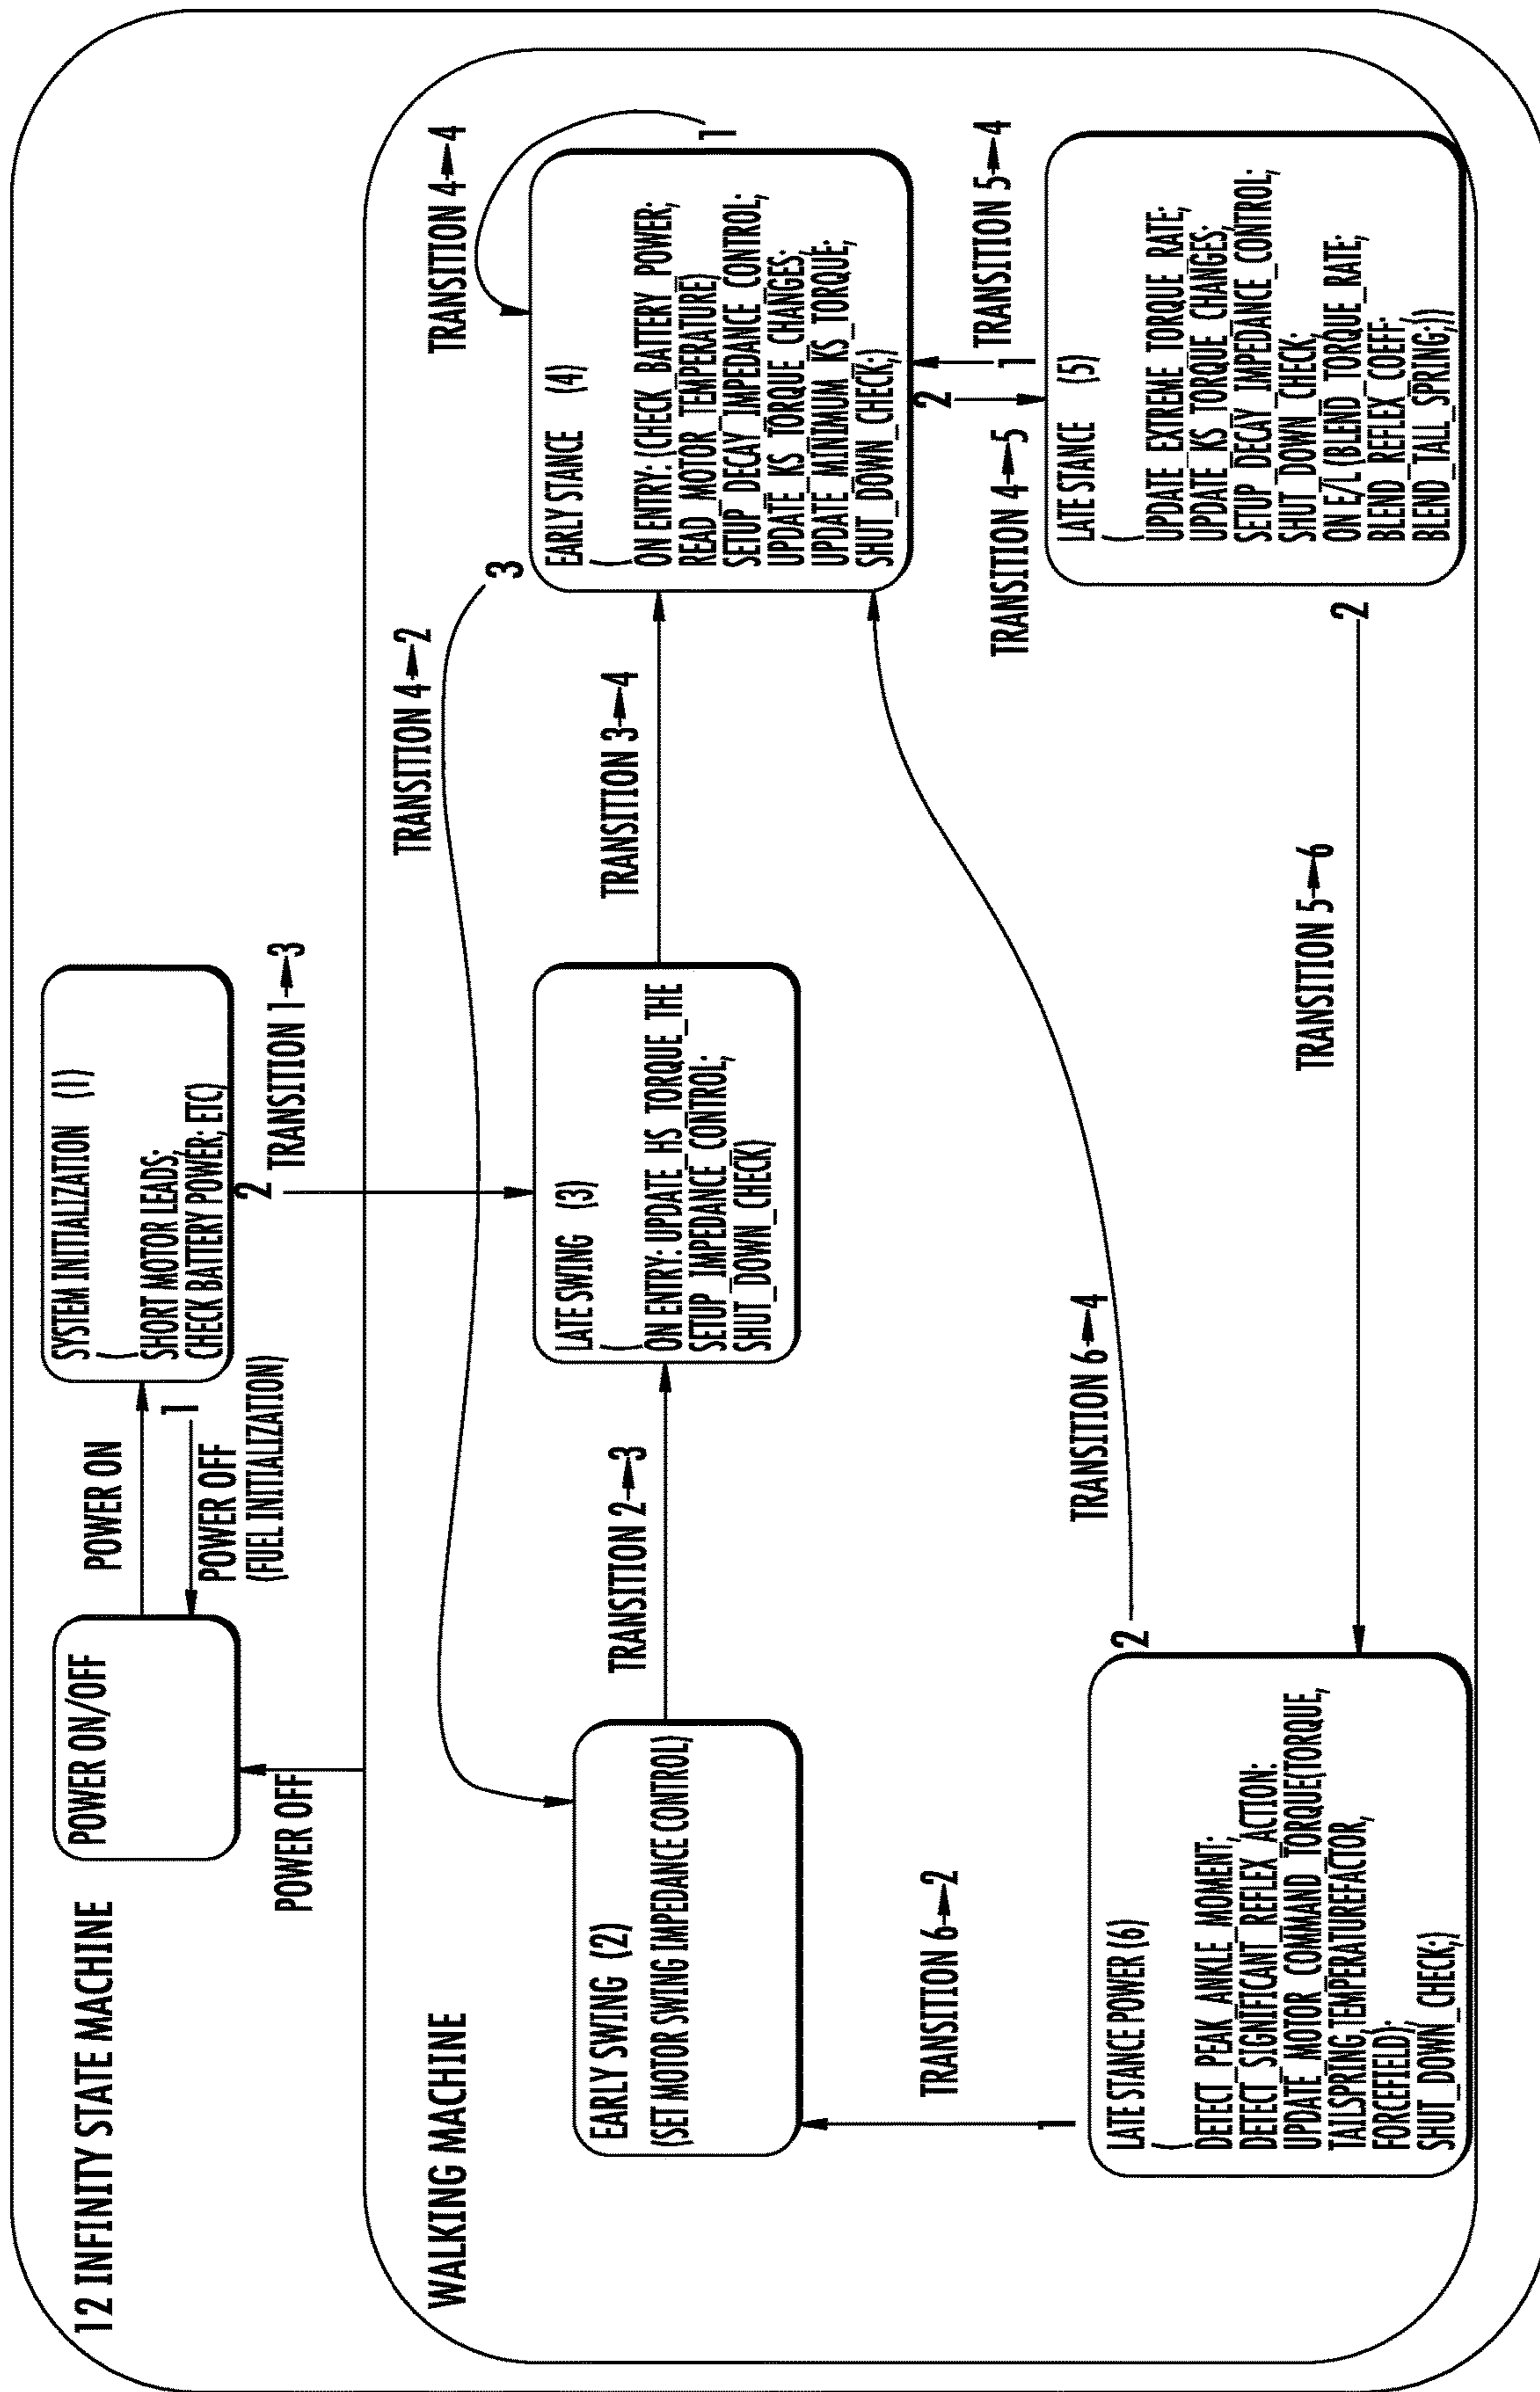 12 INFINITY STATE MACHINE
POWER ON/OFF
POWER ON
1
POWER OFF
(FUEL INITIALIZATION)
SYSTEM INITIALIZATION (1)
(
SHORT MOTOR LEADS;
CHECK BATTERY POWER; ETC)
2
TRANSITION 1→3
POWER OFF
WALKING MACHINE
TRANSITION 4→2
3
TRANSITION 4→4
1
EARLY SWING (2)
(SET MOTOR SWING IMPEDANCE CONTROL)
TRANSITION 2→3
LATE SWING (3)
(
ON ENTRY: UPDATE_HS_TORQUE_THE
SETUP_IMPEDANCE_CONTROL;
SHUT_DOWN_CHECK)
TRANSITION 3→4
EARLY STANCE (4)
(
ON ENTRY: (CHECK_BATTERY_POWER;
READ_MOTOR_TEMPERATURE)
SETUP_DECAY_IMPEDANCE_CONTROL;
UPDATE_KS_TORQUE_CHANGES;
UPDATE_MINIMUM_KS_TORQUE;
SHUT_DOWN_CHECK;)
TRANSITION 6→2
1
TRANSITION 6→4
2
2
1
TRANSITION 4→5
TRANSITION 5→4
LATE STANCE POWER (6)
(
DETECT_PEAK_ANKLE_MOMENT;
DETECT_SIGNIFICANT_REFLEX_ACTION:
UPDATE_MOTOR_COMMAND_TORQUE(TORQUE,
TAILSPRING_TEMPERATUREFACTOR,
FORCEFIELD);
SHUT_DOWN_CHECK;)
TRANSITION 5→6
2
LATE STANCE (5)
(
UPDATE_EXTREME_TORQUE_RATE;
UPDATE_KS_TORQUE_CHANGES;
SETUP_DECAY_IMPEDANCE_CONTROL;
SHUT_DOWN_CHECK;
ON E/L (BLEND_TORQUE_RATE;
BLEND_REFLEX_COEFF;
BLEND_TALL_SPRING;))